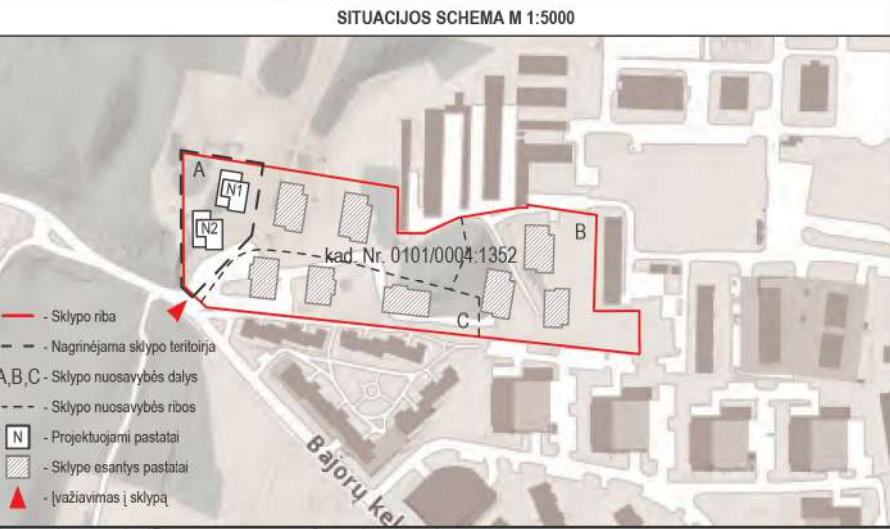 SITUACIJOS SCHEMA M 1:5000
A
N1
N2
B
kad. Nr. 0101/0004:1352
C
- Sklypo riba
- Nagrinėjama sklypo teritoirja
A,B,C - Sklypo nuosavybės dalys
- Sklypo nuosavybės ribos
N - Projektuojami pastatai
- Sklype esantys pastatai
- Įvažiavimas į sklypą
Bajorų kel